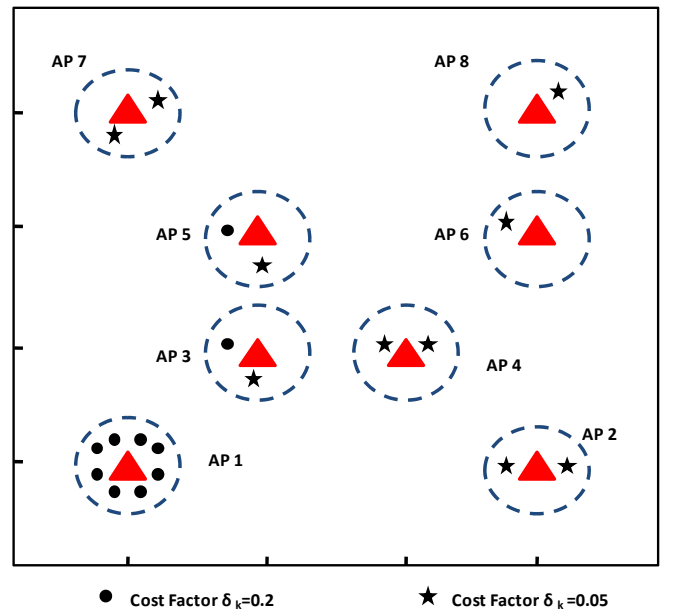 AP 7
AP 8
AP 5
AP 6
AP 3
AP 4
AP 2
AP 1
Cost Factor δ k=0.2
Cost Factor δ k=0.05